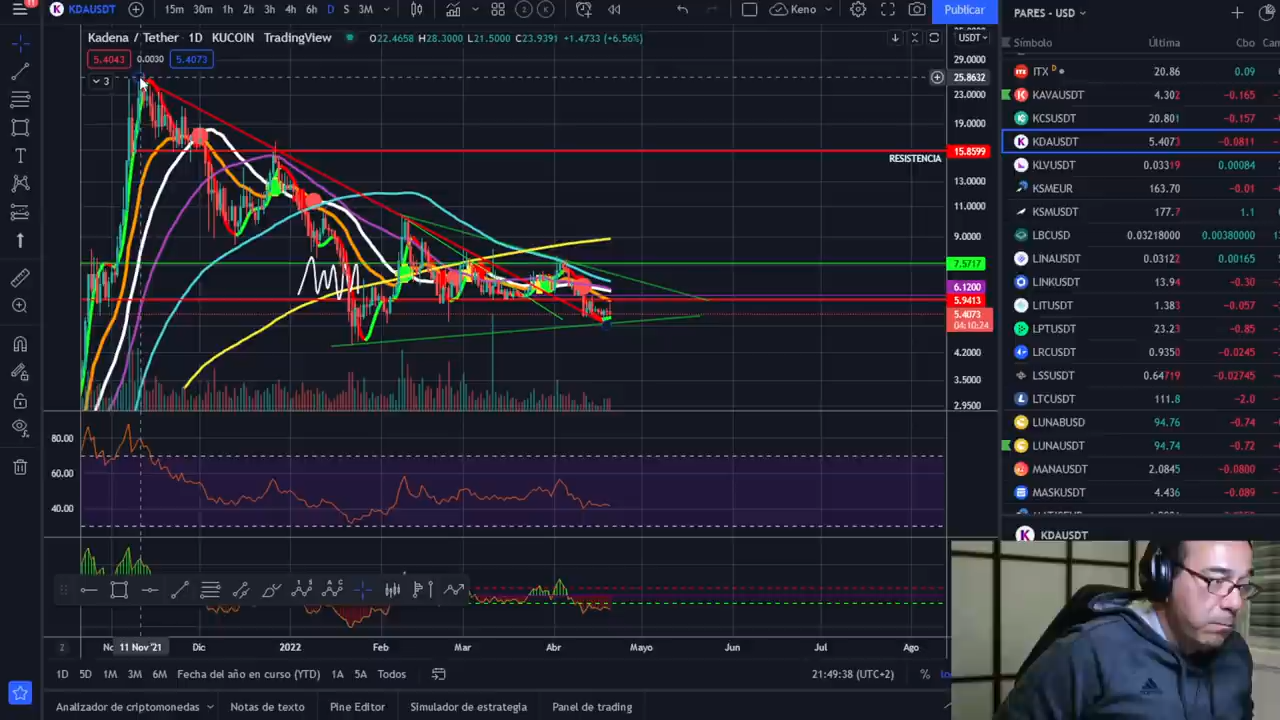 11
KDAUSDT 15m 30m 1h 2h 3h 4h 6h D S 3M 2 K Keno Publicar PARES - USD
Kadena / Tether 1D KUCOIN TradingView O22.4658 H28.3000 L21.5000 C23.9391 +1.4733 (+6.56%) USDT
5.4043 0.0030 5.4073
3
29.0000
25.8632
23.0000
19.0000
RESISTENCIA 15.8599
13.0000
11.0000
9.0000
7.5717
6.1200
5.9413
5.4073
04:10:24
4.2000
3.5000
2.9500
80.00
60.00
40.00
11 Nov '21 Dic 2022 Feb Mar Abr Mayo Jun Jul Ago
1D 5D 1M 3M 6M Fecha del año en curso (YTD) 1A 5A Todos 21:49:38 (UTC+2) %
Analizador de criptomonedas Notas de texto Pine Editor Simulador de estrategia Panel de trading
Símbolo Última Cbo
ITX D 20.86 0.09
KAVAUSDT 4.302 −0.165
KCSUSDT 20.801 −0.157
KDAUSDT 5.4073 −0.0811
KLVUSDT 0.03319 0.00084
KSMEUR 163.70 −0.01
KSMUSDT 177.7 1.1
LBCUSD 0.03218000 0.00380000
LINAUSDT 0.03122 0.00165
LINKUSDT 13.94 −0.30
LITUSDT 1.383 −0.057
LPTUSDT 23.23 −0.85
LRCUSDT 0.9350 −0.0245
LSSUSDT 0.64719 −0.02745
LTCUSDT 111.8 −2.0
LUNABUSD 94.76 −0.74
LUNAUSDT 94.74 −0.72
MANAUSDT 2.0845 −0.0800
MASKUSDT 4.436 −0.089
KDAUSDT